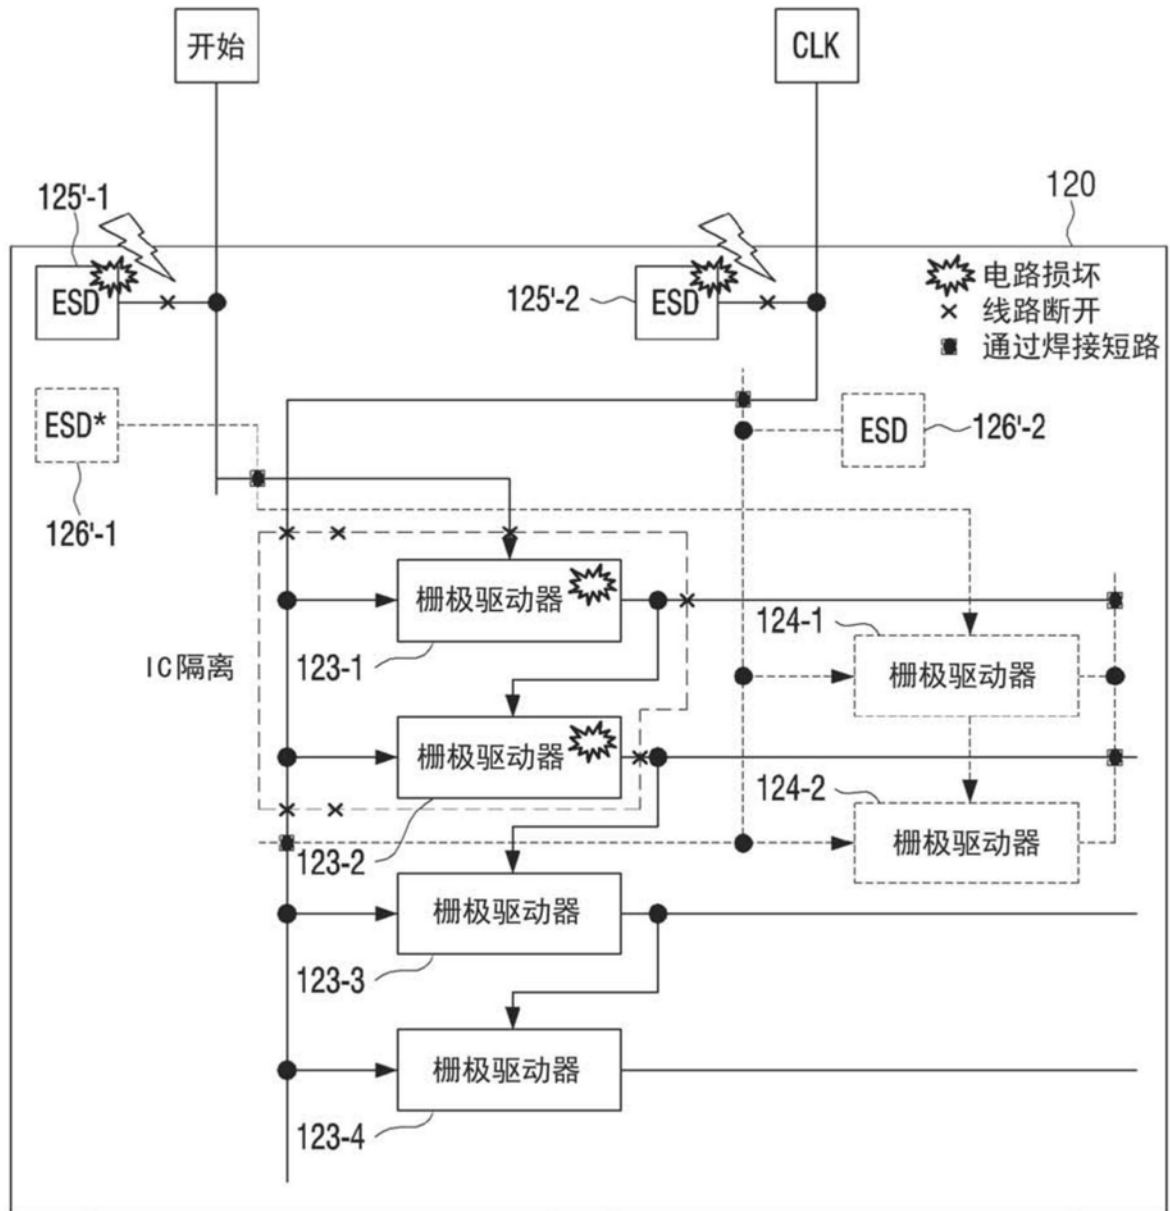 开始
CLK
125'-1
120
ESD
125'-2
ESD
电路损坏
线路断开
通过焊接短路
ESD*
ESD
126'-2
126'-1
栅极驱动器
124-1
IC隔离
123-1
栅极驱动器
栅极驱动器
124-2
123-2
栅极驱动器
栅极驱动器
123-3
栅极驱动器
123-4